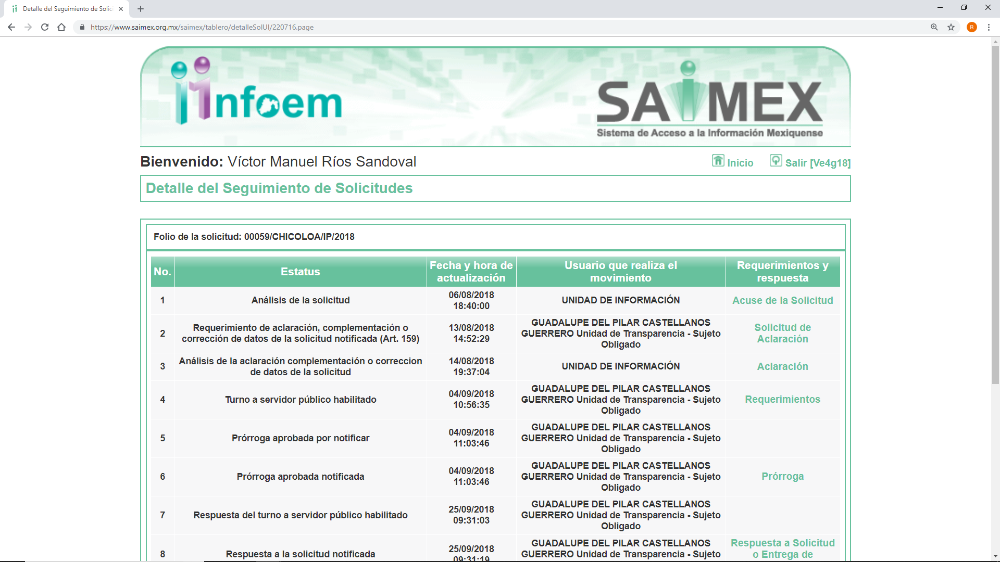 Detalle del Seguimiento de Solic
https://www.saimex.org.mx/saimex/tablero/detalleSolUI/220716.page
R
infoem
SAIMEX
Sistema de Acceso a la Información Mexiquense
Bienvenido: Víctor Manuel Ríos Sandoval
Inicio
Salir [Ve4g18]
Detalle del Seguimiento de Solicitudes
Folio de la solicitud: 00059/CHICOLOA/IP/2018
No.
Estatus
Fecha y hora de
actualización
Usuario que realiza el
movimiento
Requerimientos y
respuesta
1
Análisis de la solicitud
06/08/2018
18:40:00
UNIDAD DE INFORMACIÓN
Acuse de la Solicitud
2
Requerimiento de aclaración, complementación o
corrección de datos de la solicitud notificada (Art. 159)
13/08/2018
14:52:29
GUADALUPE DEL PILAR CASTELLANOS
GUERRERO Unidad de Transparencia - Sujeto
Obligado
Solicitud de
Aclaración
3
Análisis de la aclaración complementación o correccion
de datos de la solicitud
14/08/2018
19:37:04
UNIDAD DE INFORMACIÓN
Aclaración
4
Turno a servidor público habilitado
04/09/2018
10:56:35
GUADALUPE DEL PILAR CASTELLANOS
GUERRERO Unidad de Transparencia - Sujeto
Obligado
Requerimientos
5
Prórroga aprobada por notificar
04/09/2018
11:03:46
GUADALUPE DEL PILAR CASTELLANOS
GUERRERO Unidad de Transparencia - Sujeto
Obligado
6
Prórroga aprobada notificada
04/09/2018
11:03:46
GUADALUPE DEL PILAR CASTELLANOS
GUERRERO Unidad de Transparencia - Sujeto
Obligado
Prórroga
7
Respuesta del turno a servidor público habilitado
25/09/2018
09:31:03
GUADALUPE DEL PILAR CASTELLANOS
GUERRERO Unidad de Transparencia - Sujeto
Obligado
8
Respuesta a la solicitud notificada
25/09/2018
09:31:19
GUADALUPE DEL PILAR CASTELLANOS
GUERRERO Unidad de Transparencia - Sujeto
Respuesta a Solicitud
o Entrega de